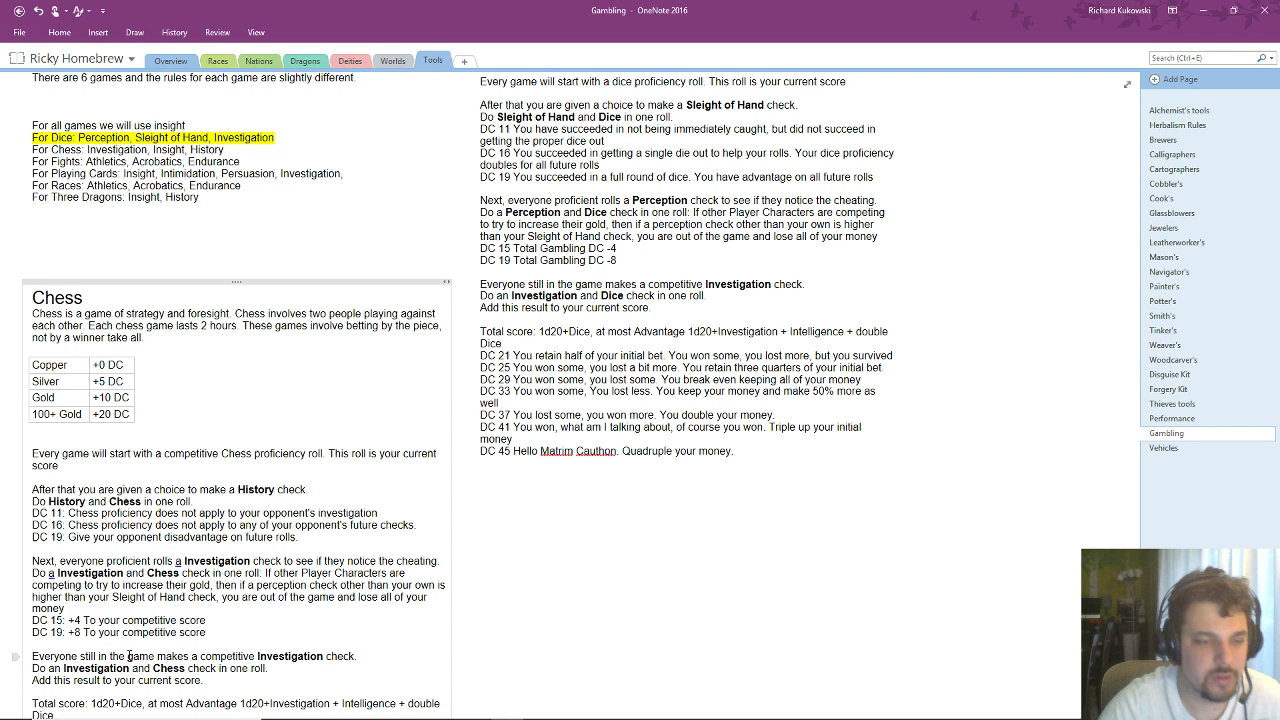 Gambling - OneNote 2016
Richard Kukowski
File Home Insert Draw History Review View
Ricky Homebrew
Overview Races Nations Dragons Deities Worlds Tools
Search (Ctrl+E)
There are 6 games and the rules for each game are slightly different.
For all games we will use insight
For Dice: Perception, Sleight of Hand, Investigation
For Chess: Investigation, Insight, History
For Fights: Athletics, Acrobatics, Endurance
For Playing Cards: Insight, Intimidation, Persuasion, Investigation,
For Races: Athletics, Acrobatics, Endurance
For Three Dragons: Insight, History
Chess
Chess is a game of strategy and foresight. Chess involves two people playing against
each other. Each chess game lasts 2 hours. These games involve betting by the piece,
not by a winner take all.
Copper +0 DC
Silver +5 DC
Gold +10 DC
100+ Gold +20 DC
Every game will start with a competitive Chess proficiency roll. This roll is your current
score
After that you are given a choice to make a History check.
Do History and Chess in one roll.
DC 11: Chess proficiency does not apply to your opponent's investigation
DC 16: Chess proficiency does not apply to any of your opponent's future checks.
DC 19: Give your opponent disadvantage on future rolls.
Next, everyone proficient rolls a Investigation check to see if they notice the cheating.
Do a Investigation and Chess check in one roll: If other Player Characters are
competing to try to increase their gold, then if a perception check other than your own is
higher than your Sleight of Hand check, you are out of the game and lose all of your
money
DC 15: +4 To your competitive score
DC 19: +8 To your competitive score
Everyone still in the game makes a competitive Investigation check.
Do an Investigation and Chess check in one roll.
Add this result to your current score.
Total score: 1d20+Dice, at most Advantage 1d20+Investigation + Intelligence + double
Dice
Every game will start with a dice proficiency roll. This roll is your current score
After that you are given a choice to make a Sleight of Hand check.
Do Sleight of Hand and Dice in one roll.
DC 11 You have succeeded in not being immediately caught, but did not succeed in
getting the proper dice out
DC 16 You succeeded in getting a single die out to help your rolls. Your dice proficiency
doubles for all future rolls
DC 19 You succeeded in a full round of dice. You have advantage on all future rolls
Next, everyone proficient rolls a Perception check to see if they notice the cheating.
Do a Perception and Dice check in one roll: If other Player Characters are competing
to try to increase their gold, then if a perception check other than your own is higher
than your Sleight of Hand check, you are out of the game and lose all of your money
DC 15 Total Gambling DC -4
DC 19 Total Gambling DC -8
Everyone still in the game makes a competitive Investigation check.
Do an Investigation and Dice check in one roll.
Add this result to your current score.
Total score: 1d20+Dice, at most Advantage 1d20+Investigation + Intelligence + double
Dice
DC 21 You retain half of your initial bet. You won some, you lost more, but you survived
DC 25 You won some, you lost a bit more. You retain three quarters of your initial bet.
DC 29 You won some, you lost some. You break even keeping all of your money
DC 33 You won some, You lost less. You keep your money and make 50% more as
well
DC 37 You lost some, you won more. You double your money.
DC 41 You won, what am I talking about, of course you won. Triple up your initial
money
DC 45 Hello Matrim Cauthon. Quadruple your money.
Add Page
Alchemist's tools
Herbalism Rules
Brewers
Calligraphers
Cartographers
Cobbler's
Cook's
Glassblowers
Jewelers
Leatherworker's
Mason's
Navigator's
Painter's
Potter's
Smith's
Tinker's
Weaver's
Woodcarver's
Disguise Kit
Forgery Kit
Thieves tools
Performance
Gambling
Vehicles